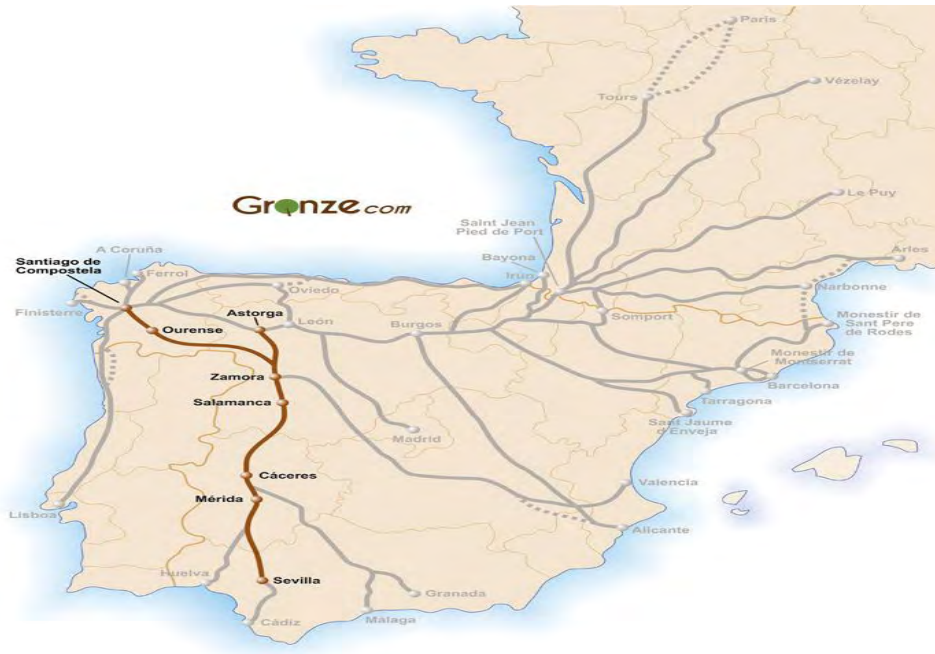 Paris
Vézelay
Tours
Le Puy
Gronze.com
Saint Jean
Pied de Port
A Coruña
Bayona
Arles
Santiago de
Compostela
Ferrol
Irún
Oviedo
Narbonne
Finisterre
Astorga
León
Burgos
Somport
Monestir de
Sant Pere
de Rodes
Ourense
Monestir de
Montserrat
Zamora
Barcelona
Salamanca
Tarragona
Sant Jaume
d'Enveja
Madrid
Cáceres
Valencia
Mérida
Lisboa
Alicante
Huelva
Sevilla
Granada
Cádiz
Málaga